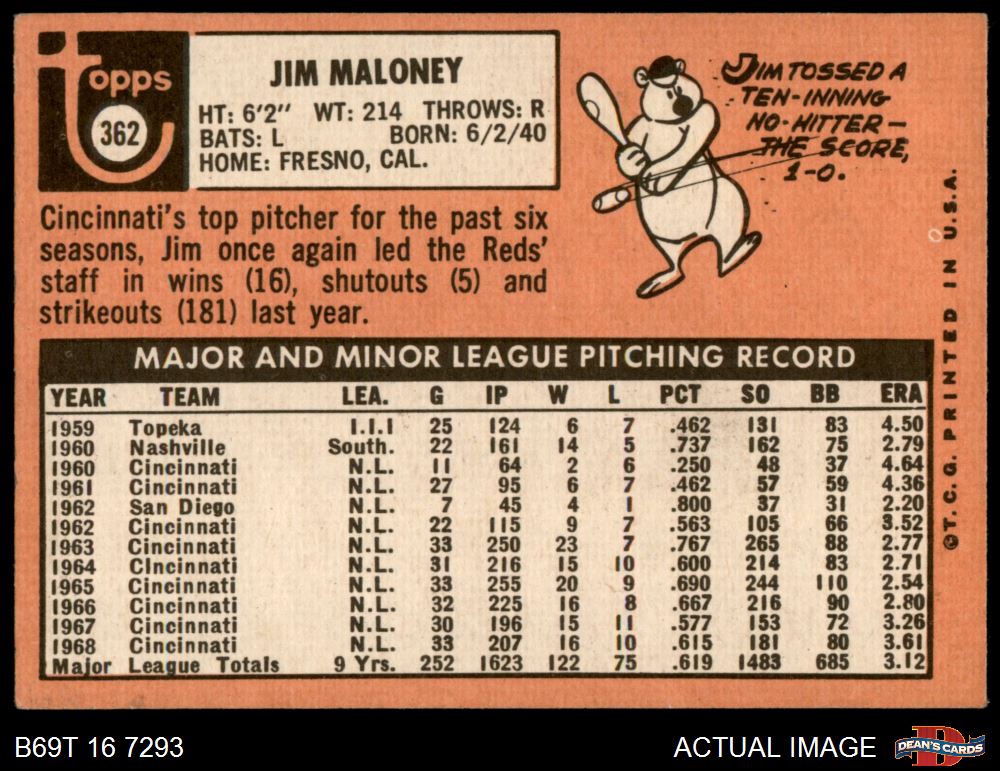 Topps
362
JIM MALONEY
HT: 6'2" WT: 214 THROWS: R
BATS: L BORN: 6/2/40
HOME: FRESNO, CAL.
JIM TOSSED A
TEN-INNING
NO-HITTER—
THE SCORE,
1-0.
Cincinnati's top pitcher for the past six
seasons, Jim once again led the Reds'
staff in wins (16), shutouts (5) and
strikeouts (181) last year.
MAJOR AND MINOR LEAGUE PITCHING RECORD
YEAR TEAM LEA. G IP W L PCT SO BB ERA
1959 Topeka I.I.I 25 124 6 7 .462 131 83 4.50
1960 Nashville South. 22 161 14 5 .737 162 75 2.79
1960 Cincinnati N.L. 11 64 2 6 .250 48 37 4.64
1961 Cincinnati N.L. 27 95 6 7 .462 57 59 4.36
1962 San Diego N.L. 7 45 4 1 .800 37 31 2.20
1962 Cincinnati N.L. 22 115 9 7 .563 105 66 3.52
1963 Cincinnati N.L. 33 250 23 7 .767 265 88 2.77
1964 Cincinnati N.L. 31 216 15 10 .600 214 83 2.71
1965 Cincinnati N.L. 33 255 20 9 .690 244 110 2.54
1966 Cincinnati N.L. 32 225 16 8 .667 216 90 2.80
1967 Cincinnati N.L. 30 196 15 11 .577 153 72 3.26
1968 Cincinnati N.L. 33 207 16 10 .615 181 80 3.61
Major League Totals 9 Yrs. 252 1623 122 75 .619 1483 685 3.12
©T.C.G. PRINTED IN U.S.A.
B69T 16 7293
ACTUAL IMAGE
DEAN'S CARDS